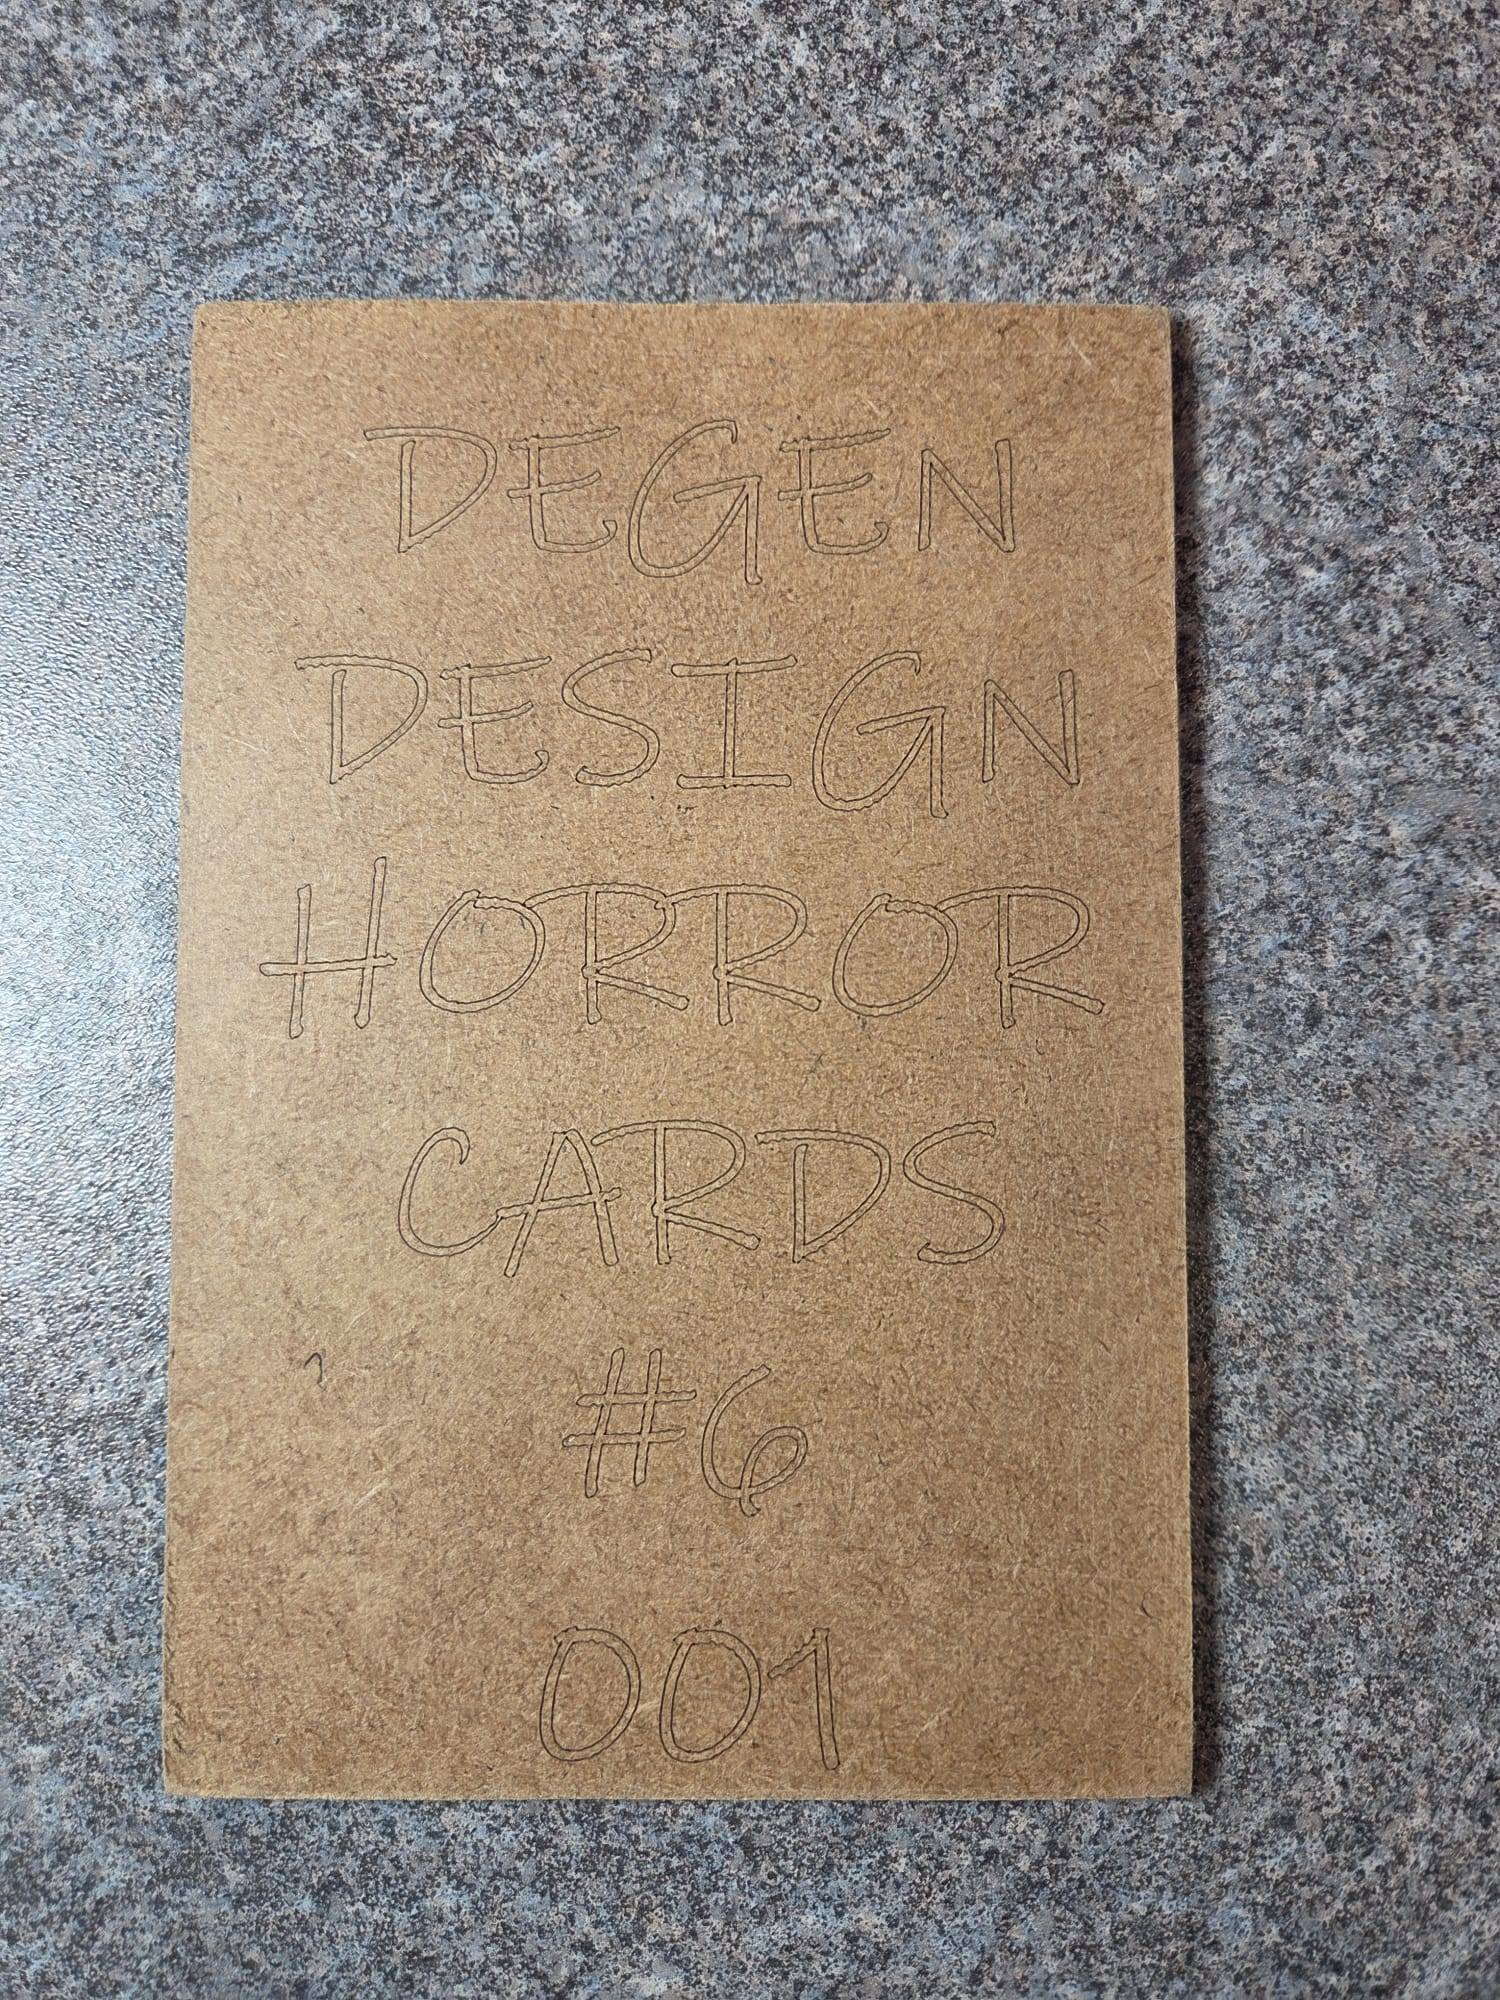 DEGEN
DESIGN
HORROR
CARDS
#6
001